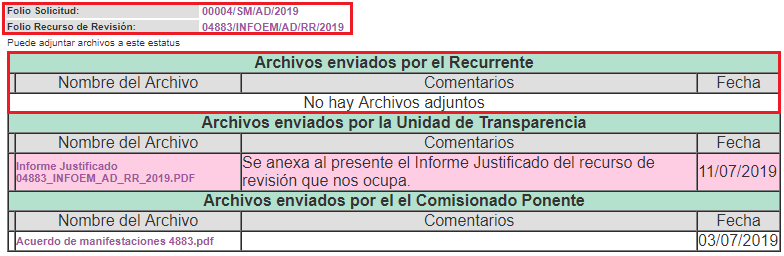 Folio Solicitud: 00004/SM/AD/2019
Folio Recurso de Revisión: 04883/INFOEM/AD/RR/2019
Puede adjuntar archivos a este estatus
Archivos enviados por el Recurrente
Nombre del Archivo Comentarios Fecha
No hay Archivos adjuntos
Archivos enviados por la Unidad de Transparencia
Nombre del Archivo Comentarios Fecha
Informe Justificado 04883_INFOEM_AD_RR_2019.PDF
Se anexa al presente el Informe Justificado del recurso de
revisión que nos ocupa.
11/07/2019
Archivos enviados por el el Comisionado Ponente
Nombre del Archivo Comentarios Fecha
Acuerdo de manifestaciones 4883.pdf 03/07/2019